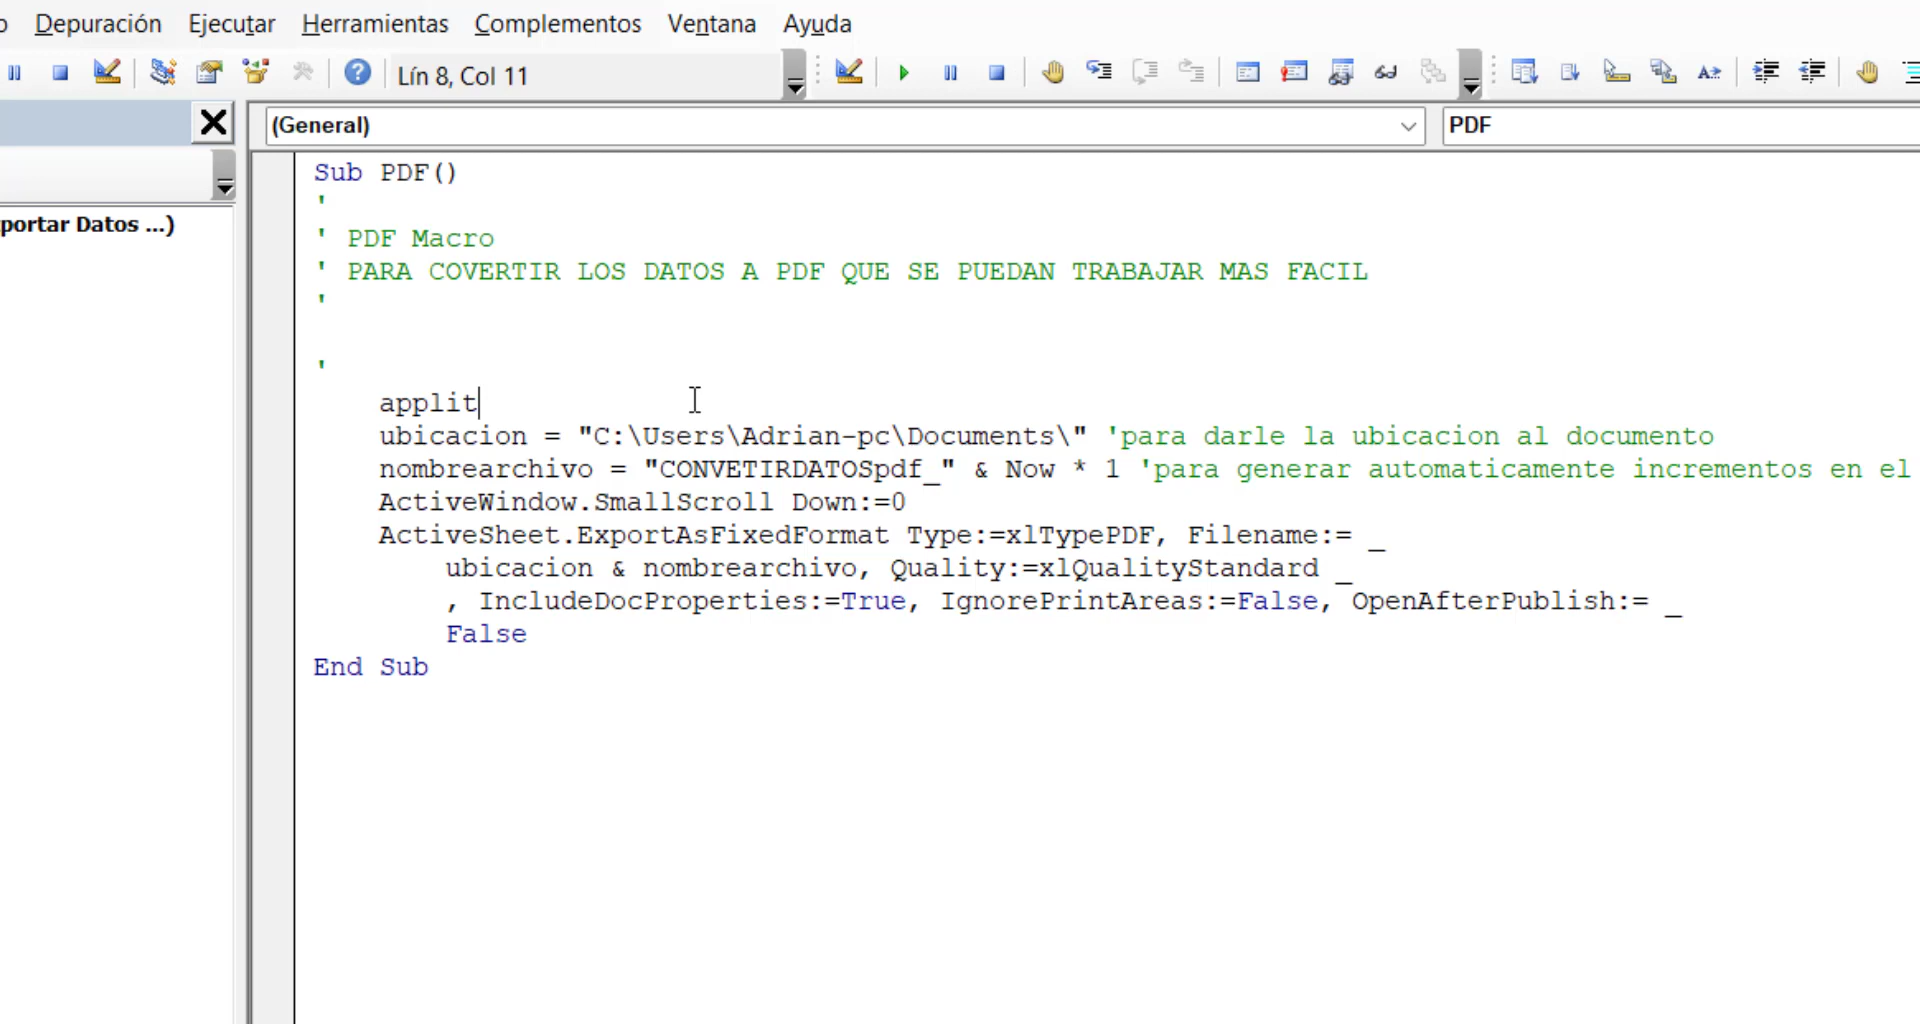 o Depuración Ejecutar Herramientas Complementos Ventana Ayuda
Lín 8, Col 11
(General) PDF
portar Datos ...)
Sub PDF()
'
' PDF Macro
' PARA COVERTIR LOS DATOS A PDF QUE SE PUEDAN TRABAJAR MAS FACIL
'
'
applit
ubicacion = "C:\Users\Adrian-pc\Documents\" 'para darle la ubicacion al documento
nombrearchivo = "CONVETIRDATOSpdf_" & Now * 1 'para generar automaticamente incrementos en el
ActiveWindow.SmallScroll Down:=0
ActiveSheet.ExportAsFixedFormat Type:=xlTypePDF, Filename:= _
ubicacion & nombrearchivo, Quality:=xlQualityStandard _
, IncludeDocProperties:=True, IgnorePrintAreas:=False, OpenAfterPublish:= _
False
End Sub